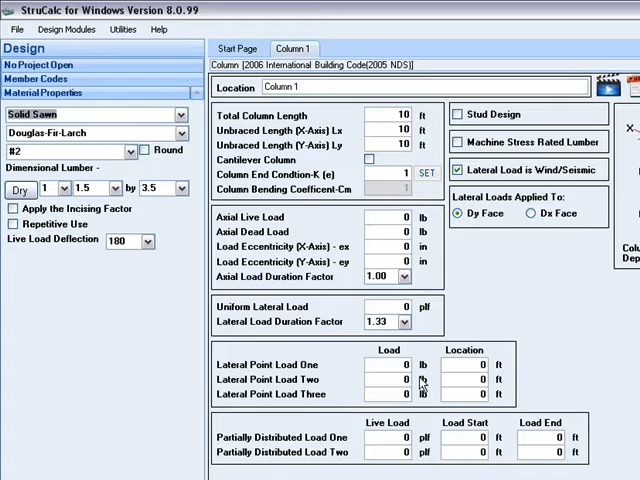 StruCalc for Windows Version 8.0.99
File Design Modules Utilities Help
Design
No Project Open
Member Codes
Material Properties
Solid Sawn
Douglas-Fir-Larch
#2 Round
Dimensional Lumber -
Dry 1 1.5 by 3.5
Apply the Incising Factor
Repetitive Use
Live Load Deflection 180
Start Page Column 1
Column [2006 International Building Code(2005 NDS)]
Location Column 1
Total Column Length 10 ft
Unbraced Length (X-Axis) Lx 10 ft
Unbraced Length (Y-Axis) Ly 10 ft
Cantilever Column
Column End Condtion-K (e) 1 SET
Column Bending Coefficent-Cm 1
Stud Design
Machine Stress Rated Lumber
Lateral Load is Wind/Seismic
Lateral Loads Applied To:
Dy Face Dx Face
Axial Live Load 0 lb
Axial Dead Load 0 lb
Load Eccentricity (X-Axis) - ex 0 in
Load Eccentricity (Y-Axis) - ey 0 in
Axial Load Duration Factor 1.00
Uniform Lateral Load 0 plf
Lateral Load Duration Factor 1.33
Load Location
Lateral Point Load One 0 lb 0 ft
Lateral Point Load Two 0 lb 0 ft
Lateral Point Load Three 0 lb 0 ft
Live Load Load Start Load End
Partially Distributed Load One 0 plf 0 ft 0 ft
Partially Distributed Load Two 0 plf 0 ft 0 ft
X
Colu
Dep